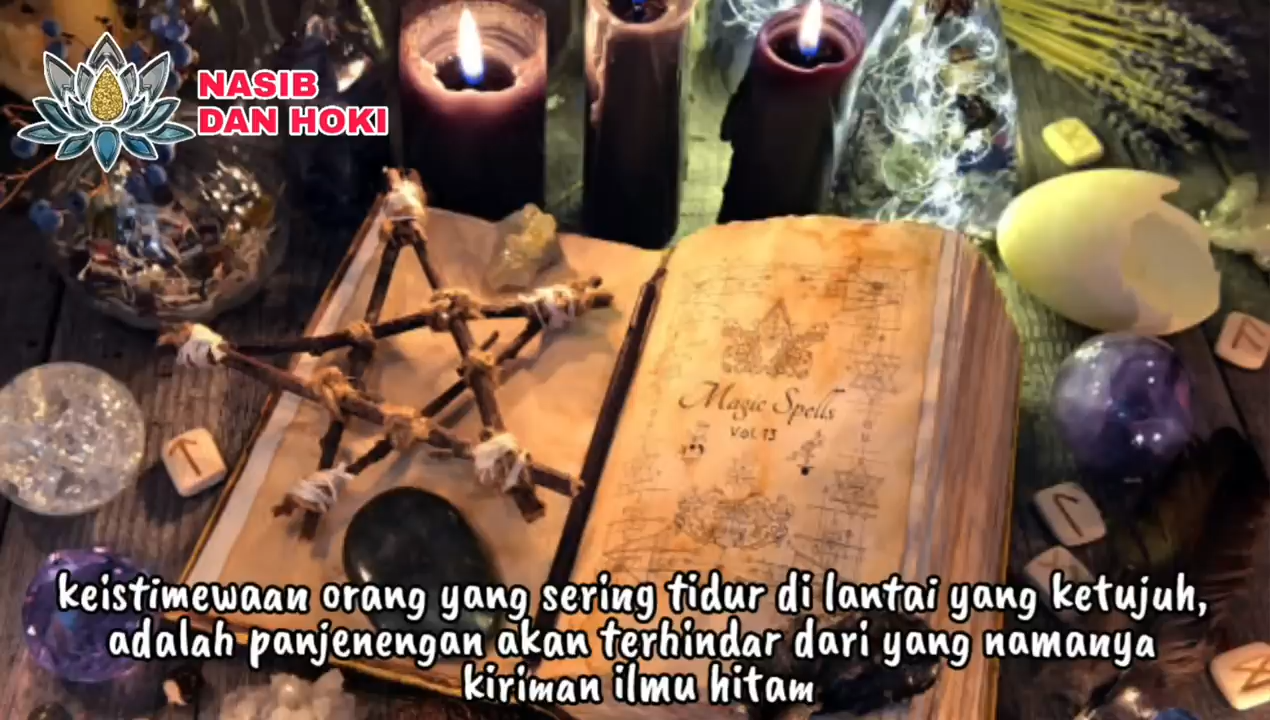 NASIB
DAN HOKI
Magic Spells
Vol. 13
keistimewaan orang yang sering tidur di lantai yang ketujuh,
adalah panjenengan akan terhindar dari yang namanya
kiriman ilmu hitam